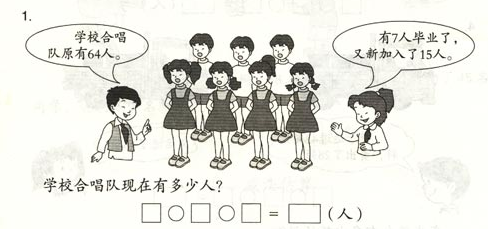 1.
学校合唱
队原有64人。
有7人毕业了，
又新加入了15人。
学校合唱队现在有多少人?
□○□○□=□(人)